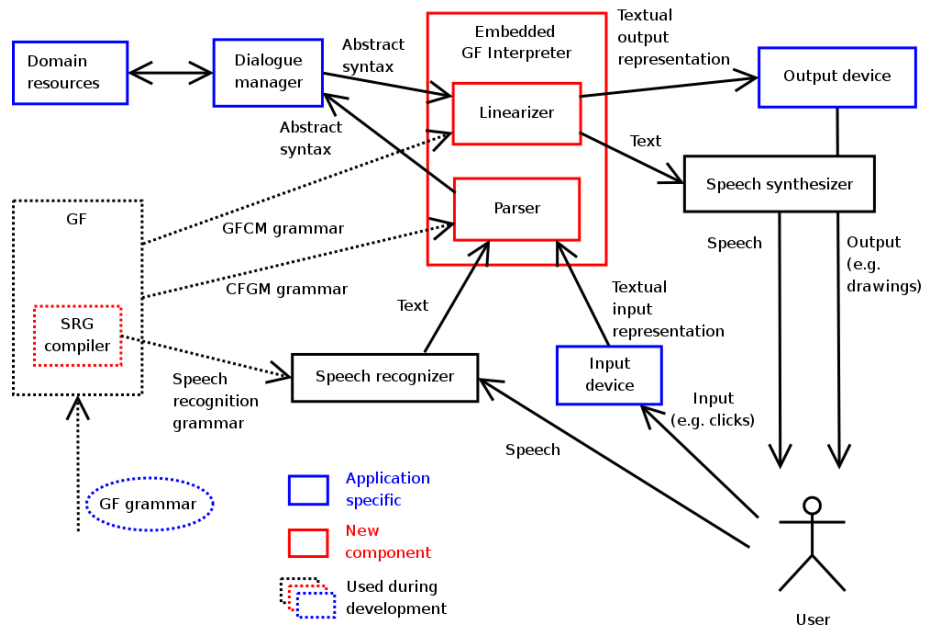 Domain
resources
Dialogue
manager
Abstract
syntax
Abstract
syntax
Embedded
GF Interpreter
Linearizer
Parser
Textual
output
representation
Output device
Text
Speech synthesizer
Speech
Output
(e.g.
drawings)
GF
SRG
compiler
GFCM grammar
CFGM grammar
Text
Textual
input
representation
Speech
recognition
grammar
Speech recognizer
Input
device
Input
(e.g. clicks)
Speech
GF grammar
Application
specific
New
component
Used during
development
User